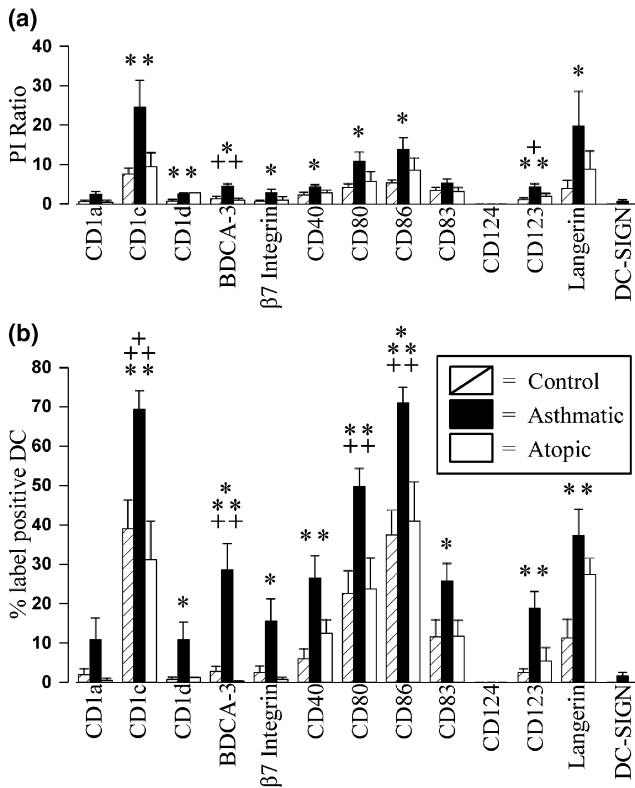 (a)
PI Ratio
40
30
20
10
0
* *
* *
*
++
*
*
*
*
+
* *
*
CD1a
CD1c
CD1d
BDCA-3
β7 Integrin
CD40
CD80
CD86
CD83
CD124
CD123
Langerin
DC-SIGN
(b)
% label positive DC
80
70
60
50
40
30
20
10
0
+
++
* *
*
*
**
++
*
* *
* *
++
*
**
++
*
* *
* *
= Control
= Asthmatic
= Atopic
CD1a
CD1c
CD1d
BDCA-3
β7 Integrin
CD40
CD80
CD86
CD83
CD124
CD123
Langerin
DC-SIGN